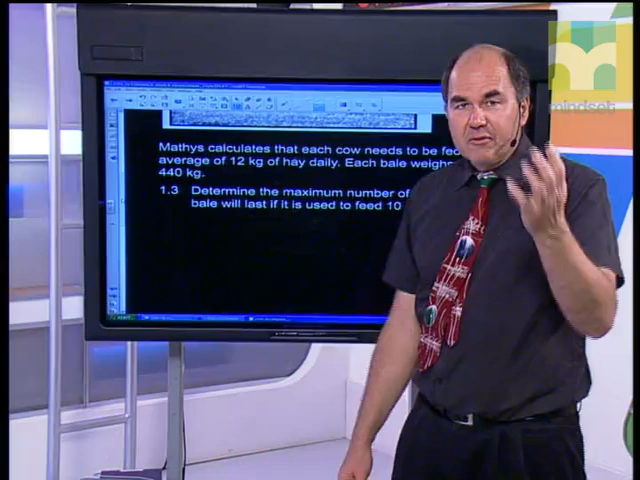 mindset
Mathys calculates that each cow needs to be fed
average of 12 kg of hay daily. Each bale weighs
440 kg.
1.3 Determine the maximum number of
bale will last if it is used to feed 10